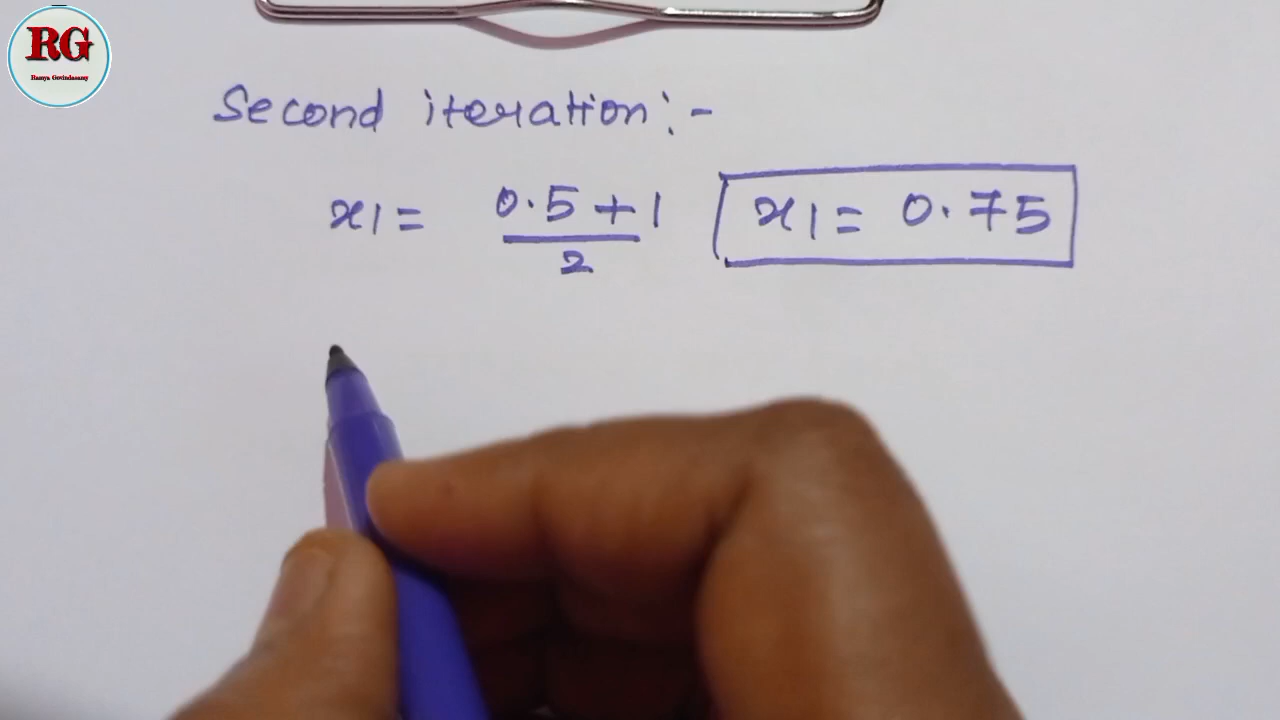 RG
Ramya Govindasamy
Second iteration:-
x1 = 0.5+1/2 x1 = 0.75